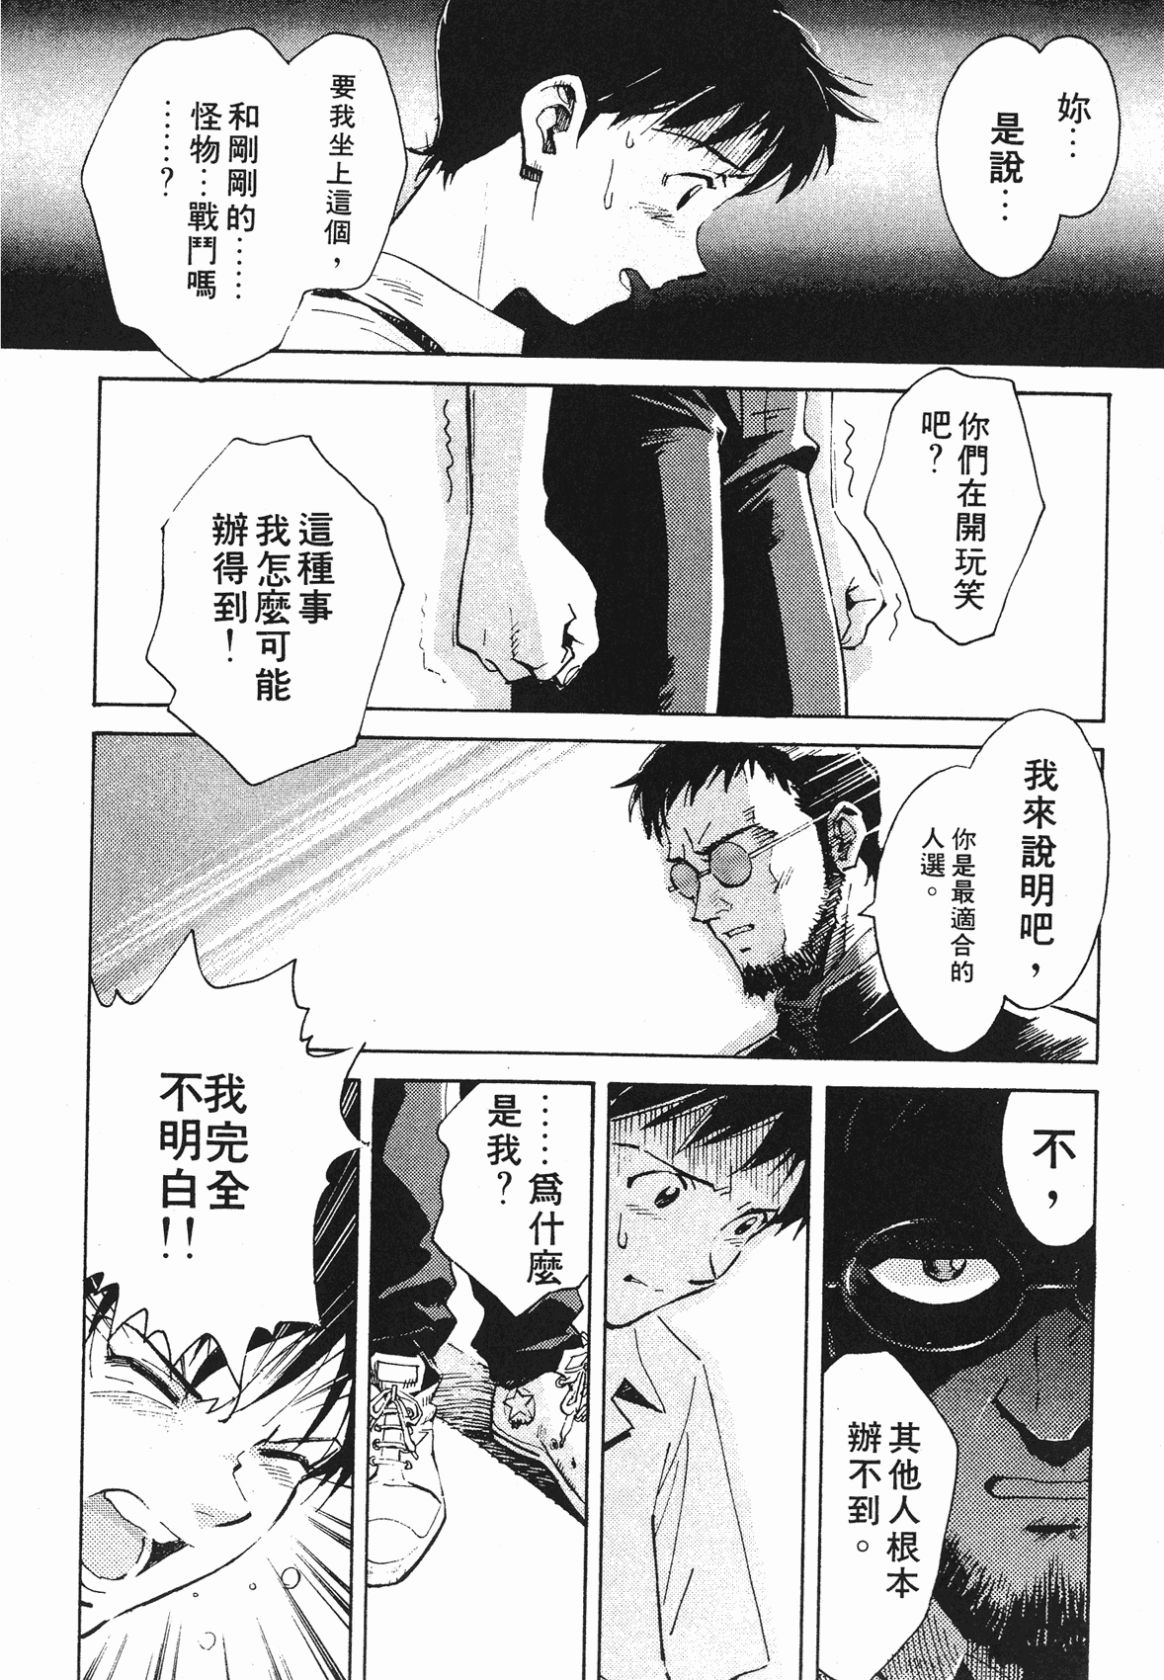 妳…
是說…
要我坐上這個，
和剛剛的……
怪物…戰鬥嗎
……？
你們在開玩笑
吧？
這種事
我怎麼可能
辦得到！
我來說明吧，
你是最適合的
人選。
不，
其他人根本
辦不到。
……爲什麼
是我？
我完全
不明白！！